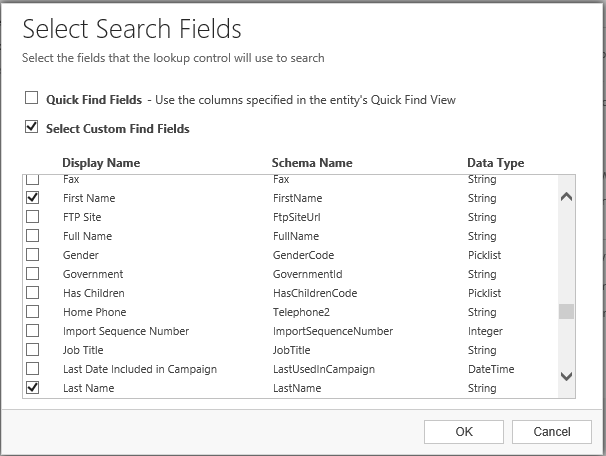 Select Search Fields
Select the fields that the lookup control will use to search
Quick Find Fields - Use the columns specified in the entity's Quick Find View
Select Custom Find Fields
Display Name Schema Name Data Type
Fax Fax String
First Name FirstName String
FTP Site FtpSiteUrl String
Full Name FullName String
Gender GenderCode Picklist
Government GovernmentId String
Has Children HasChildrenCode Picklist
Home Phone Telephone2 String
Import Sequence Number ImportSequenceNumber Integer
Job Title JobTitle String
Last Date Included in Campaign LastUsedInCampaign DateTime
Last Name LastName String
OK Cancel